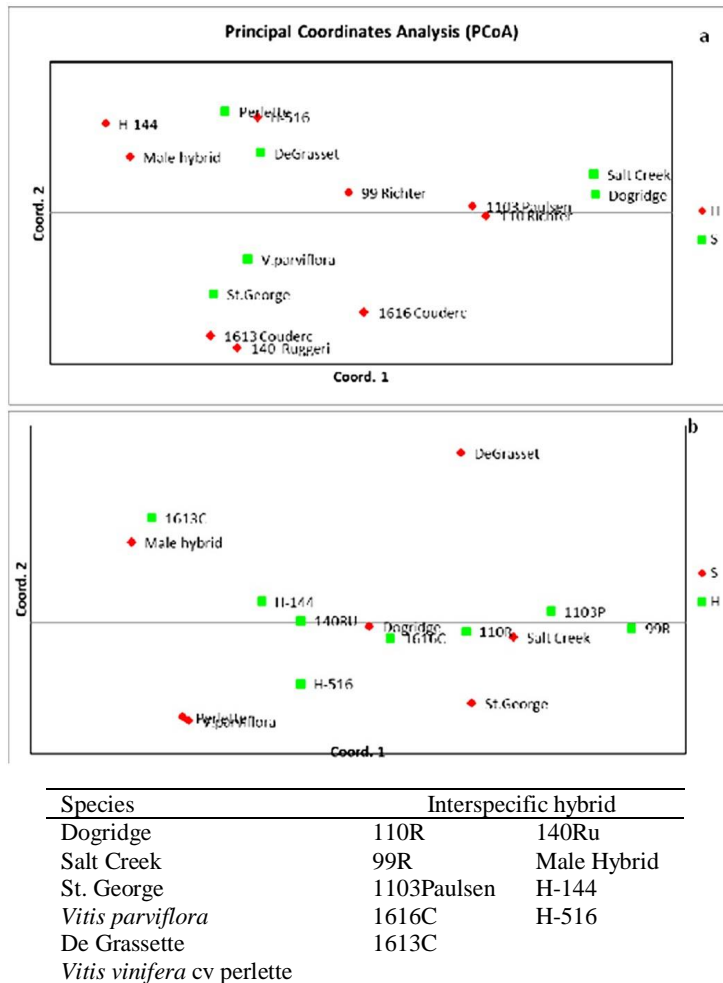 Principal Coordinates Analysis (PCoA)
a
Perlette
H-516
H-144
Male hybrid
DeGrasset
Salt Creek
99 Richter
Dogridge
1103 Paulsen
110 Richter
H
S
Coord. 2
V.parviflora
St.George
1616 Couderc
1613 Couderc
140 Ruggeri
Coord. 1
b
DeGrasset
1613C
Male hybrid
S
H
Coord. 2
H-144
1103P
140RU
Dogridge
110R
99R
1616C
Salt Creek
H-516
St.George
Perlette
V.parviflora
Coord. 1
Species Interspecific hybrid
Dogridge 110R 140Ru
Salt Creek 99R Male Hybrid
St. George 1103Paulsen H-144
Vitis parviflora 1616C H-516
De Grassette 1613C
Vitis vinifera cv perlette